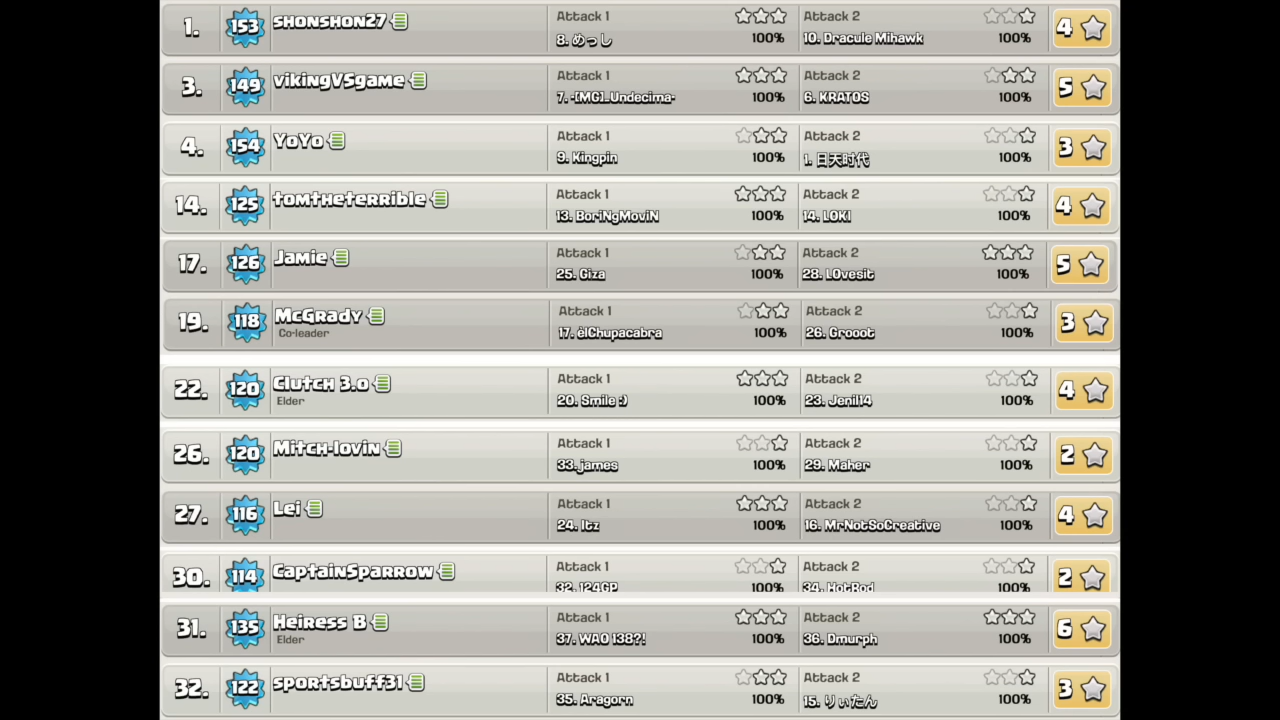 1. 153 shonshon27 Attack 1 Attack 2 4
8. めっし 100% 10. Dracule Mihawk 100%
3. 149 vikingVSgame Attack 1 Attack 2 5
7. -[MG]_Undecima- 100% 6. KRATOS 100%
4. 154 YoYo Attack 1 Attack 2 3
9. Kingpin 100% 1. 日天时代 100%
14. 125 tomtheterrible Attack 1 Attack 2 4
13. BoriNgMoviN 100% 14. LOKI 100%
17. 126 Jamie Attack 1 Attack 2 5
25. Giza 100% 28. L0vesit 100%
19. 118 McGrady Attack 1 Attack 2 3
Co-leader 17. èlChupacabra 100% 26. Grooot 100%
22. 120 Clutch 3.0 Attack 1 Attack 2 4
Elder 20. Smile :) 100% 23. Jenil14 100%
26. 120 Mitch-lovin Attack 1 Attack 2 2
33. james 100% 29. Maher 100%
27. 116 Lei Attack 1 Attack 2 4
24. Itz 100% 16. MrNotSoCreative 100%
30. 114 CaptainSparrow Attack 1 Attack 2 2
32. 124GP 100% 34. HotRod 100%
31. 135 Heiress B Attack 1 Attack 2 6
Elder 37. WAO 138?! 100% 36. Dmurph 100%
32. 122 sportsbuff31 Attack 1 Attack 2 3
35. Aragorn 100% 15. りぃたん 100%